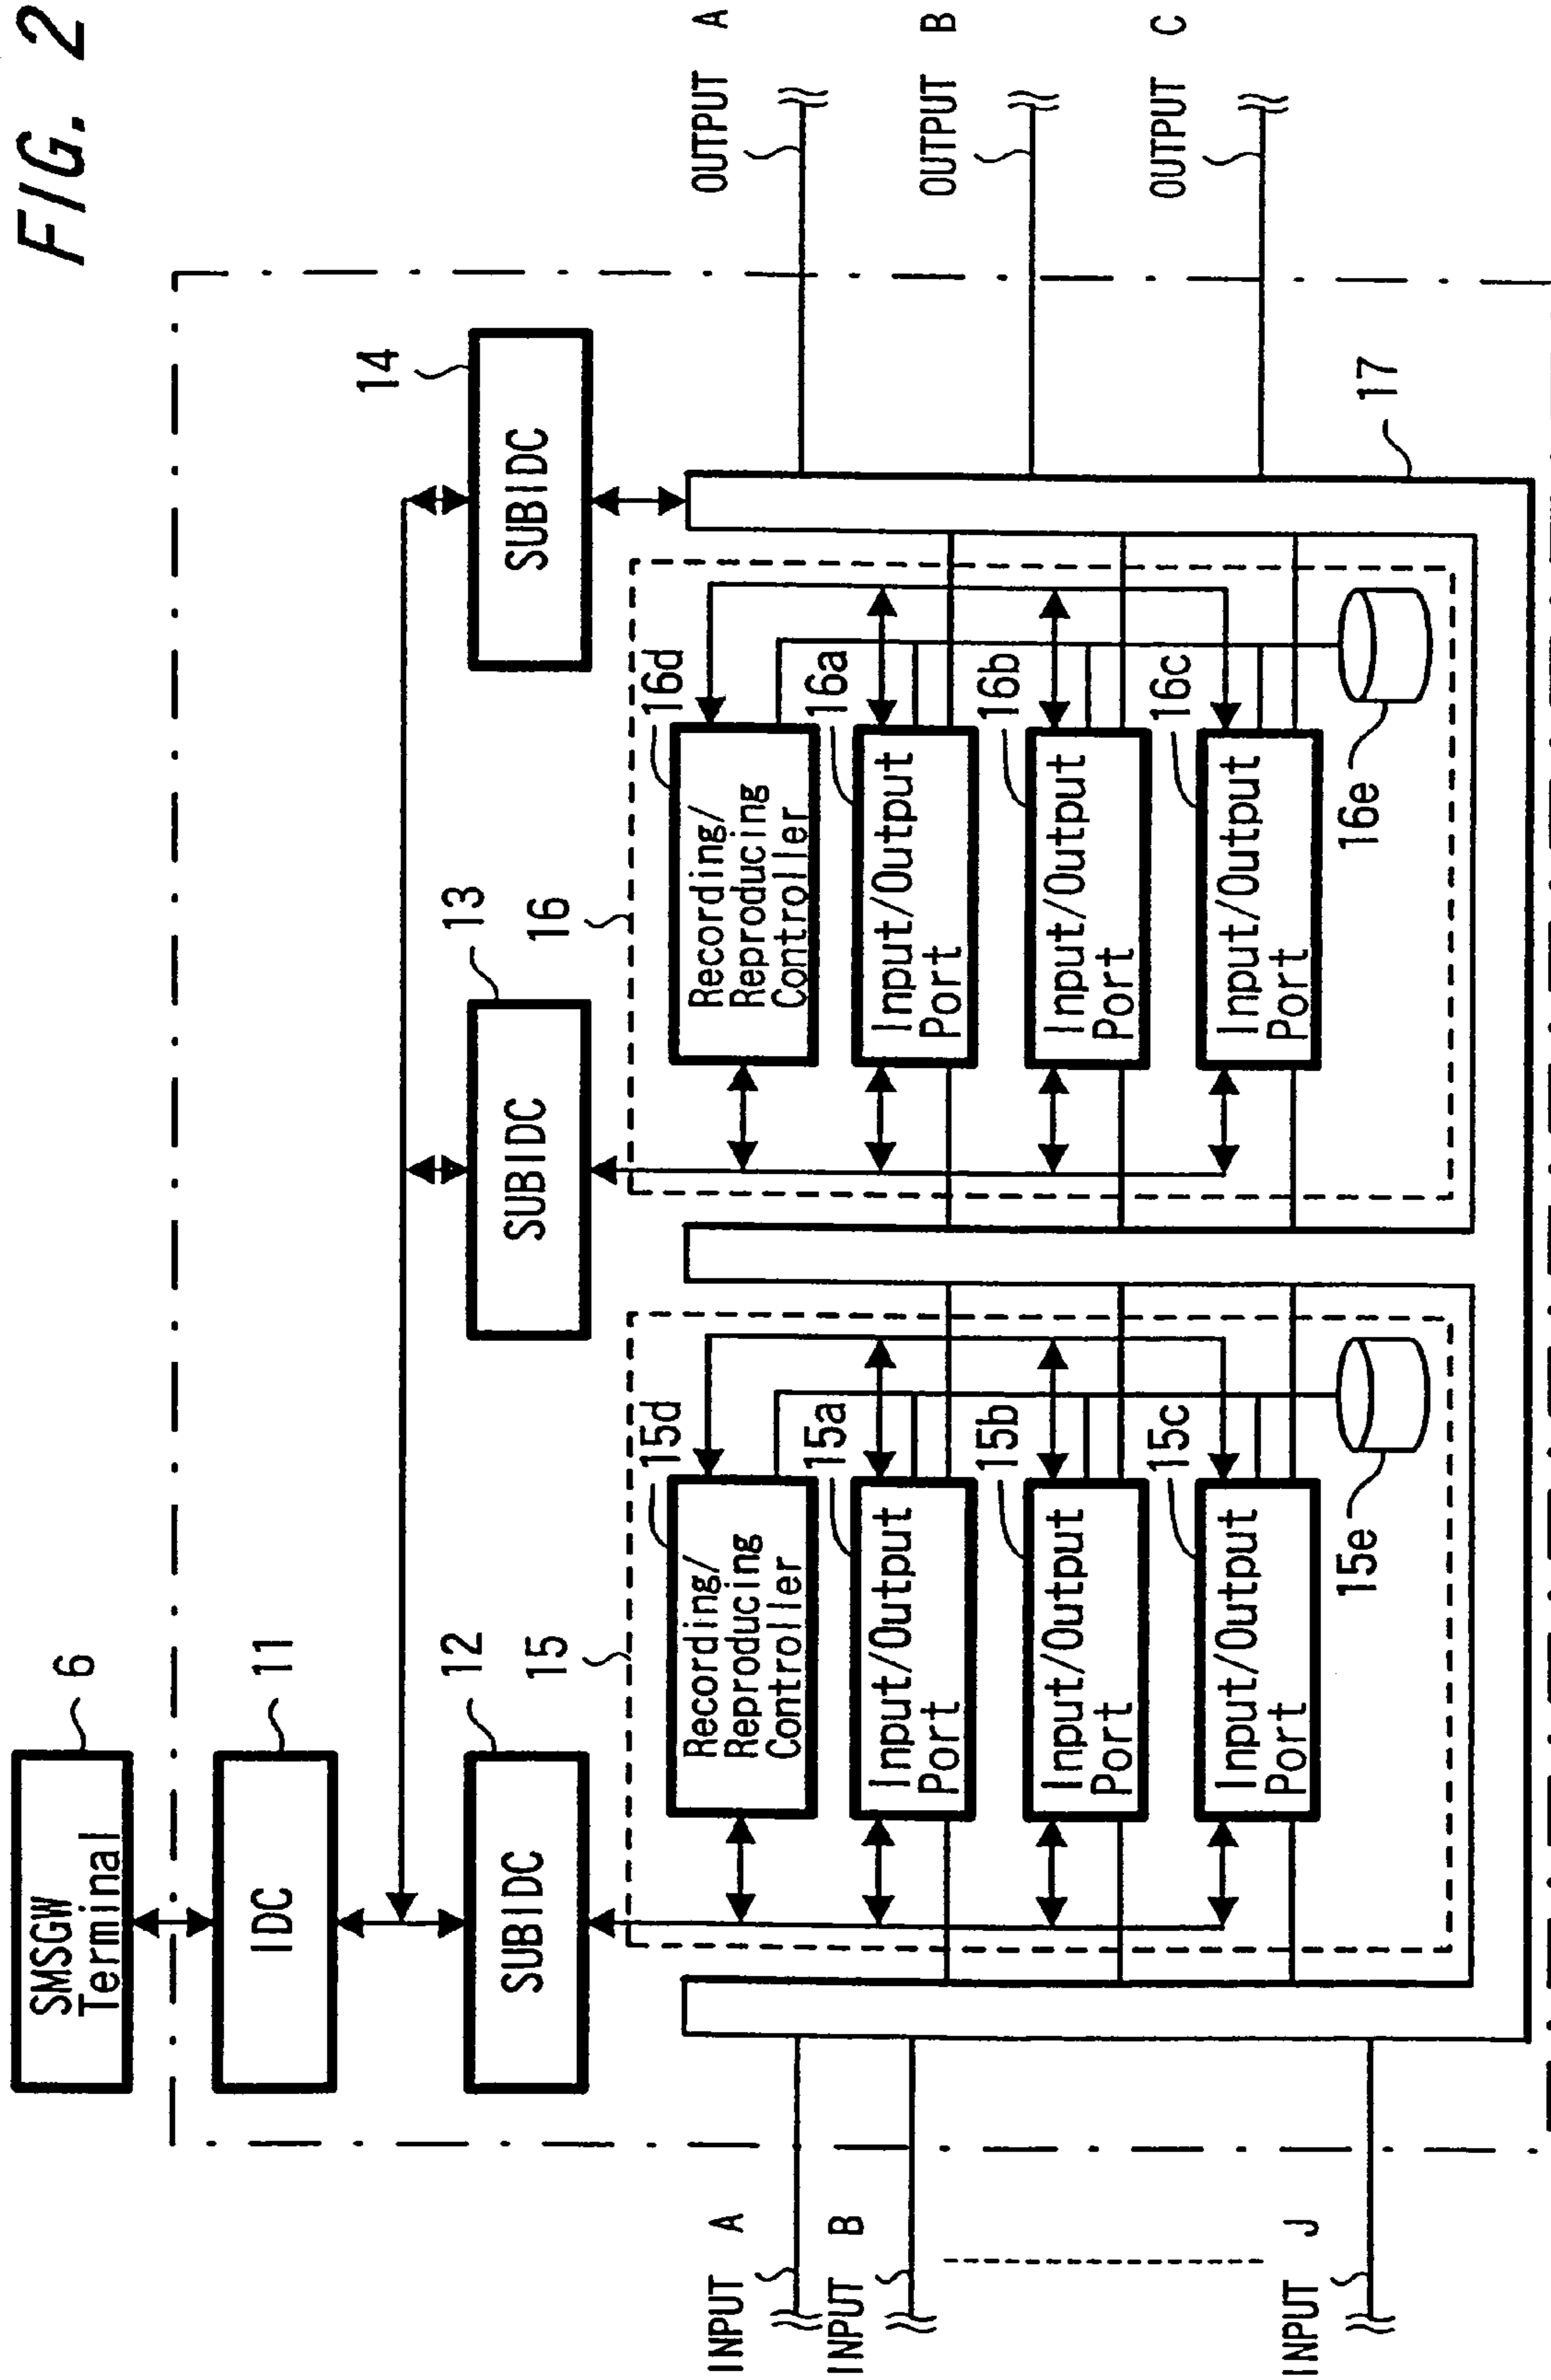 FIG. 2
SMSGW
Terminal
6
IDC
11
SUBIDC
12
SUBIDC
13
SUBIDC
14
15
Recording/
Reproducing
Controller
15d
Input/Output
Port
15a
Input/Output
Port
15b
Input/Output
Port
15c
15e
16
Recording/
Reproducing
Controller
16d
Input/Output
Port
16a
Input/Output
Port
16b
Input/Output
Port
16c
16e
17
INPUT A
INPUT B
INPUT J
OUTPUT A
OUTPUT B
OUTPUT C